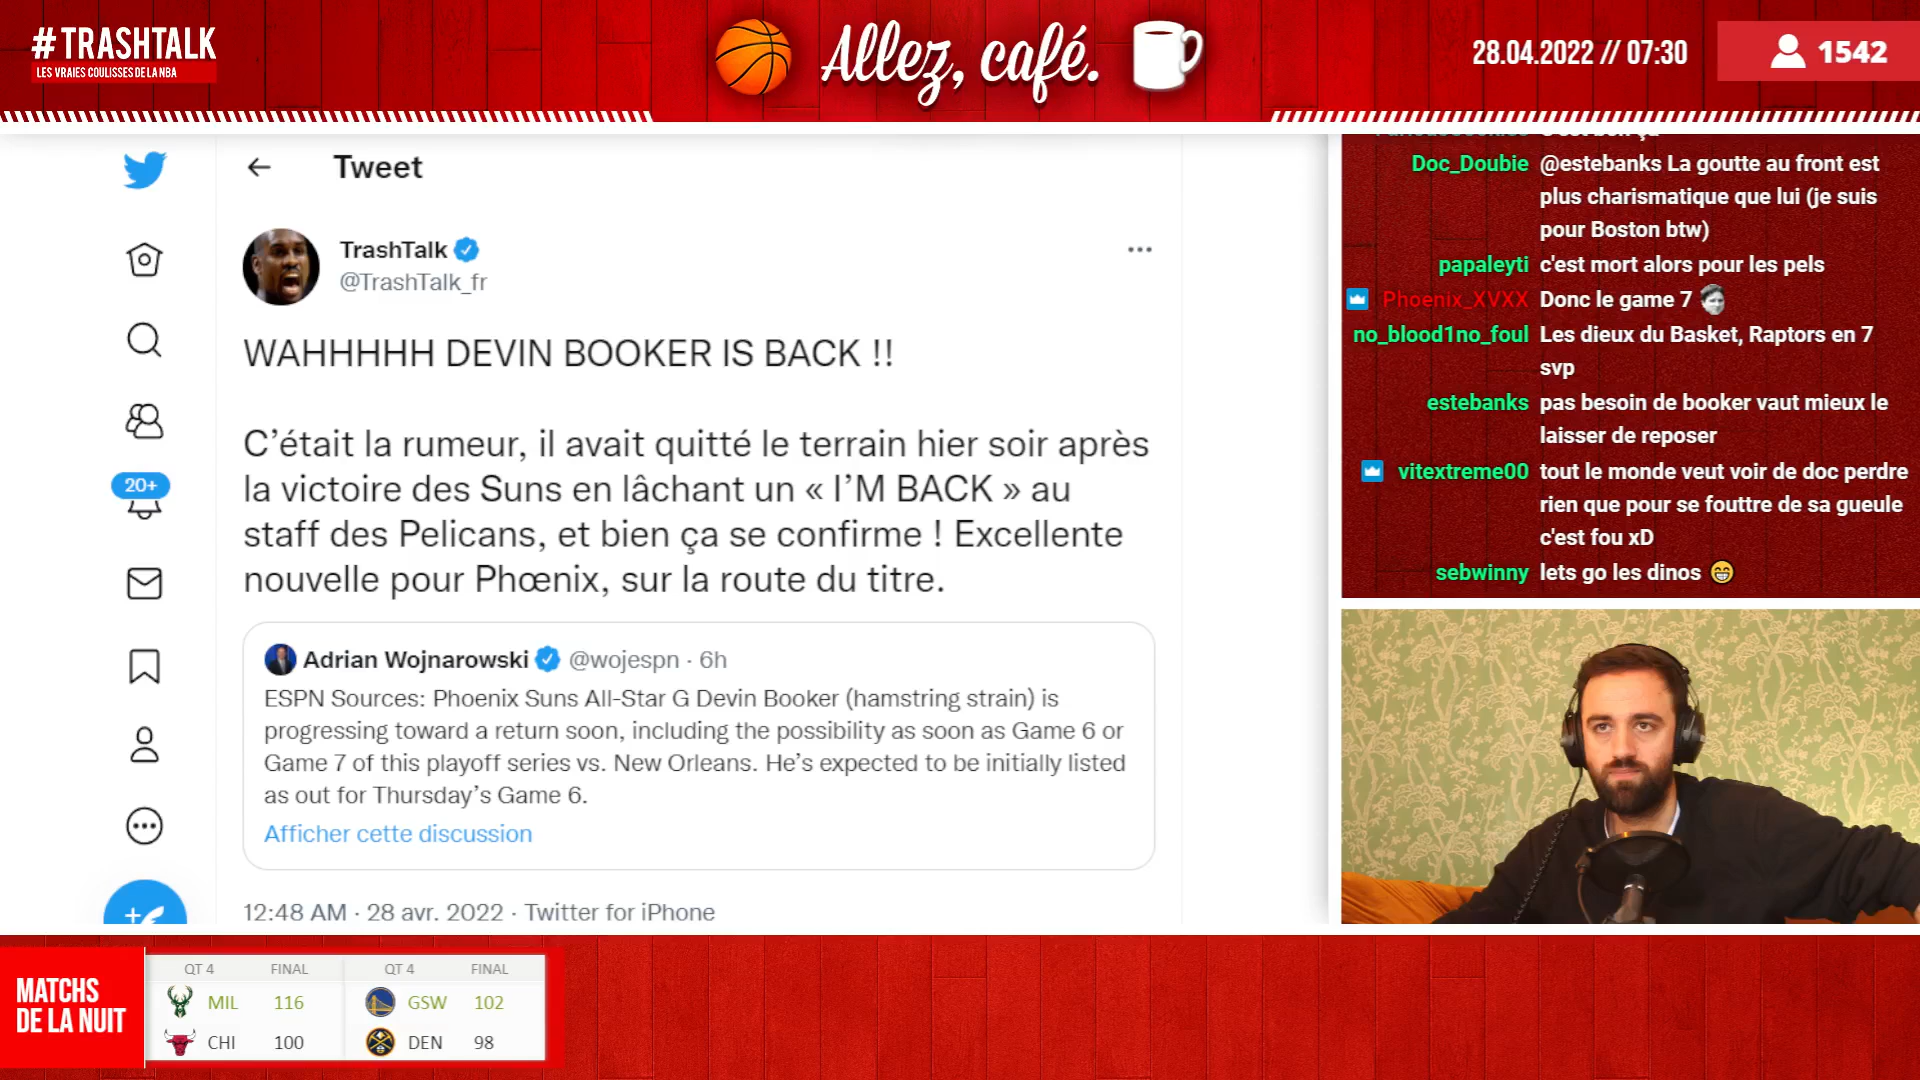 #TRASHTALK
LES VRAIES COULISSES DE LA NBA
Allez, café.
28.04.2022 // 07:30
1542
Tweet
TrashTalk
@TrashTalk_fr
WAHHHHH DEVIN BOOKER IS BACK !!
C’était la rumeur, il avait quitté le terrain hier soir après
la victoire des Suns en lâchant un « I’M BACK » au
staff des Pelicans, et bien ça se confirme ! Excellente
nouvelle pour Phœnix, sur la route du titre.
Adrian Wojnarowski @wojespn · 6h
ESPN Sources: Phoenix Suns All-Star G Devin Booker (hamstring strain) is
progressing toward a return soon, including the possibility as soon as Game 6 or
Game 7 of this playoff series vs. New Orleans. He’s expected to be initially listed
as out for Thursday’s Game 6.
Afficher cette discussion
12:48 AM · 28 avr. 2022 · Twitter for iPhone
20+
Doc_Doubie @estebanks La goutte au front est
plus charismatique que lui (je suis
pour Boston btw)
papaleyti c'est mort alors pour les pels
Phoenix_XVXX Donc le game 7
no_blood1no_foul Les dieux du Basket, Raptors en 7
svp
estebanks pas besoin de booker vaut mieux le
laisser de reposer
vitextreme00 tout le monde veut voir de doc perdre
rien que pour se fouttre de sa gueule
c'est fou xD
sebwinny lets go les dinos
MATCHS
DE LA NUIT
QT 4 FINAL
MIL 116
CHI 100
QT 4 FINAL
GSW 102
DEN 98